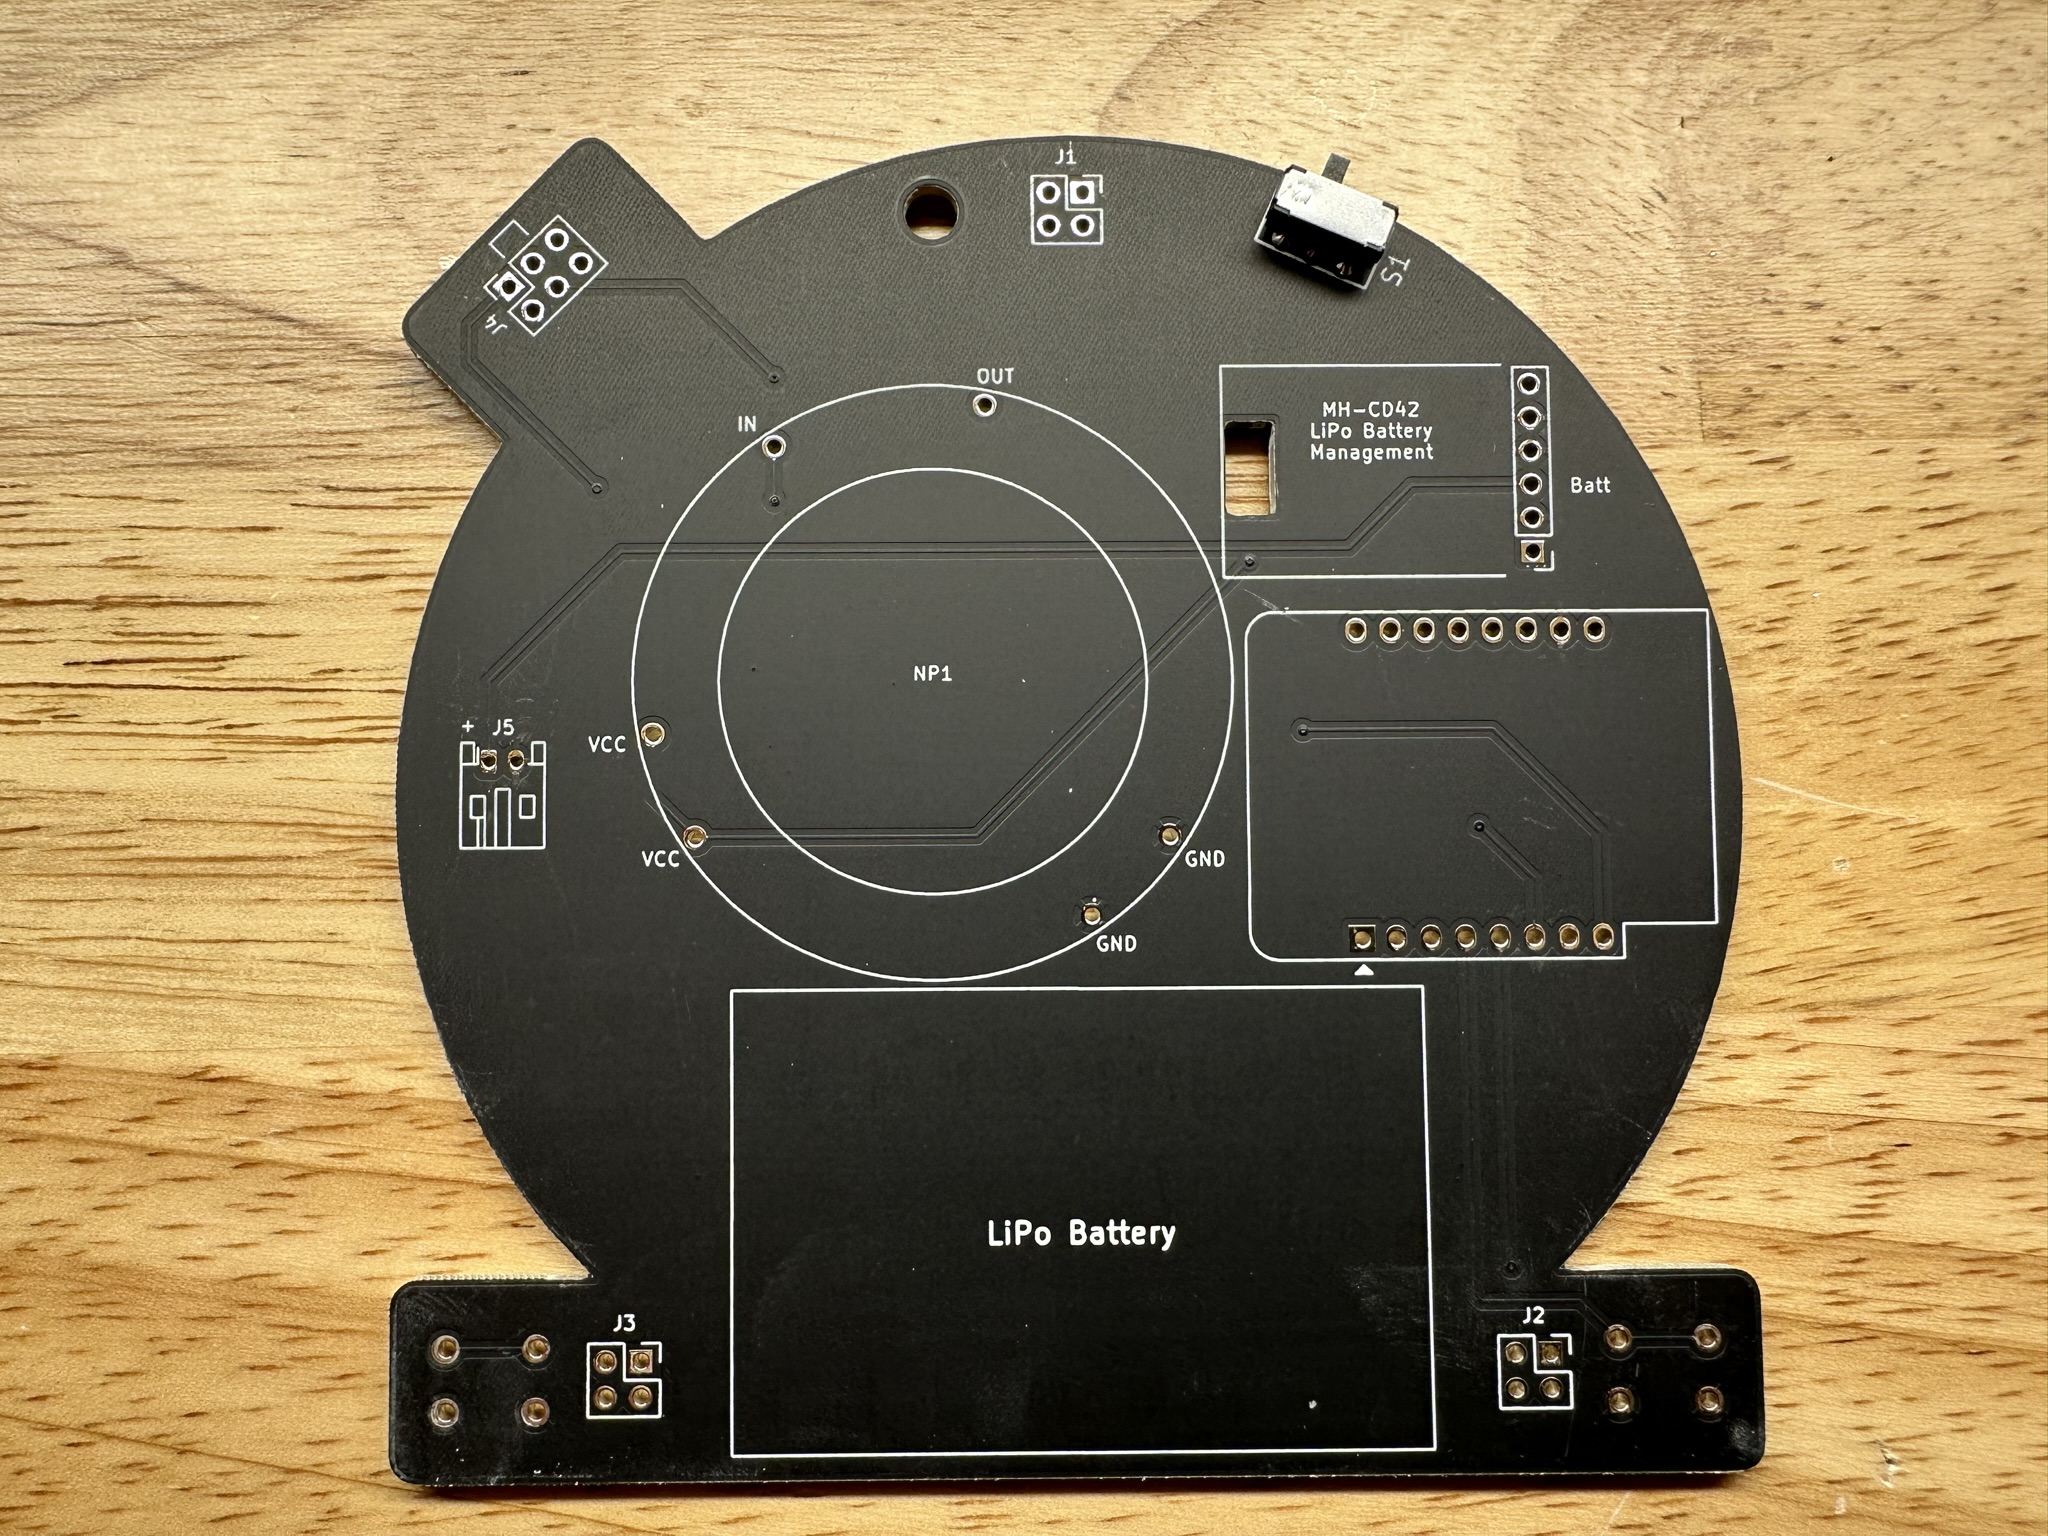 J1
S1
J4
OUT
IN
MH-CD42
LiPo Battery
Management
Batt
NP1
+ J5
VCC
VCC
GND
GND
LiPo Battery
J3
J2